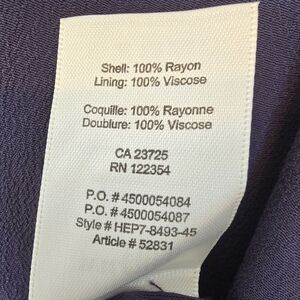 Shell: 100% Rayon
Lining: 100% Viscose
Coquille: 100% Rayonne
Doublure: 100% Viscose
CA 23725
RN 122354
P.O. # 4500054084
P.O. # 4500054087
Style # HEP7-8493-45
Article # 52831